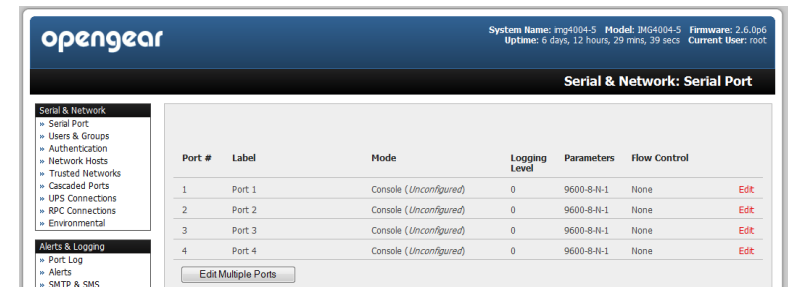 opengear
System Name: img4004-5 Model: IMG4004-5 Firmware: 2.6.0p6
Uptime: 6 days, 12 hours, 29 mins, 39 secs Current User: root
Serial & Network: Serial Port
Serial & Network
» Serial Port
» Users & Groups
» Authentication
» Network Hosts
» Trusted Networks
» Cascaded Ports
» UPS Connections
» RPC Connections
» Environmental
Alerts & Logging
» Port Log
» Alerts
» SMTP & SMS
Port # Label Mode Logging Level Parameters Flow Control
1 Port 1 Console (Unconfigured) 0 9600-8-N-1 None Edit
2 Port 2 Console (Unconfigured) 0 9600-8-N-1 None Edit
3 Port 3 Console (Unconfigured) 0 9600-8-N-1 None Edit
4 Port 4 Console (Unconfigured) 0 9600-8-N-1 None Edit
Edit Multiple Ports